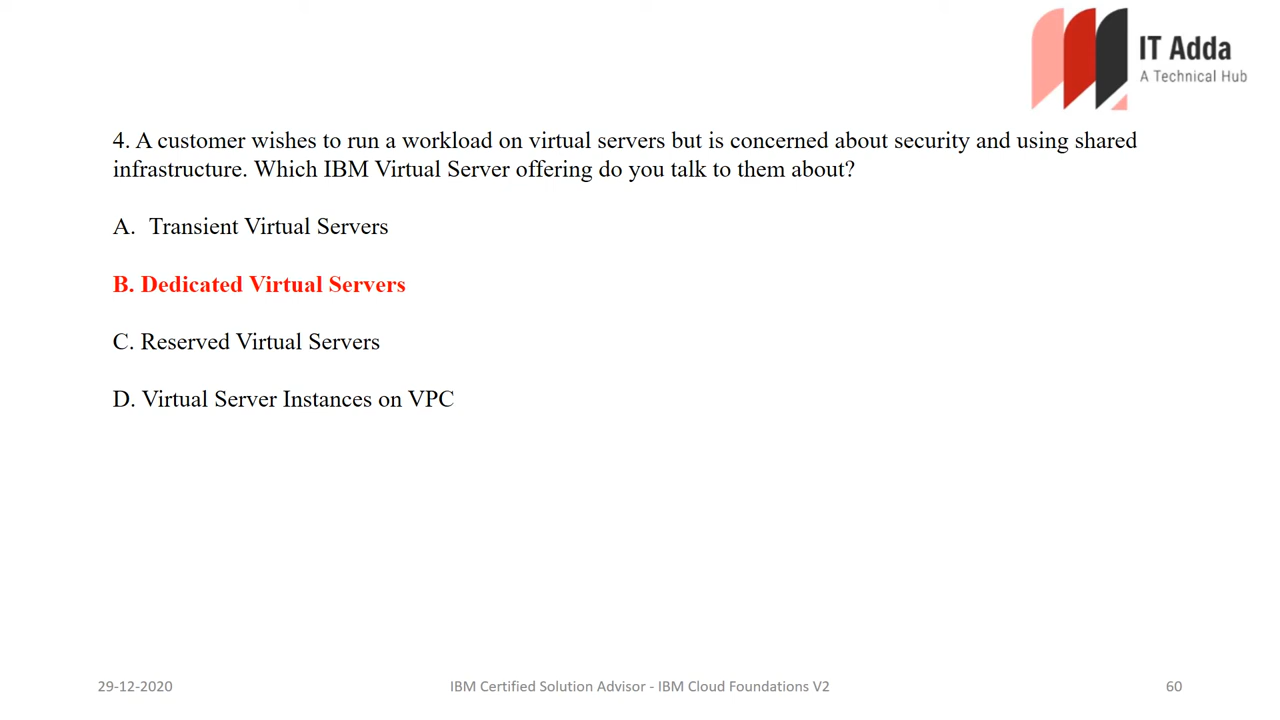 IT Adda
A Technical Hub
4. A customer wishes to run a workload on virtual servers but is concerned about security and using shared
infrastructure. Which IBM Virtual Server offering do you talk to them about?
A. Transient Virtual Servers
B. Dedicated Virtual Servers
C. Reserved Virtual Servers
D. Virtual Server Instances on VPC
29-12-2020
IBM Certified Solution Advisor - IBM Cloud Foundations V2
60